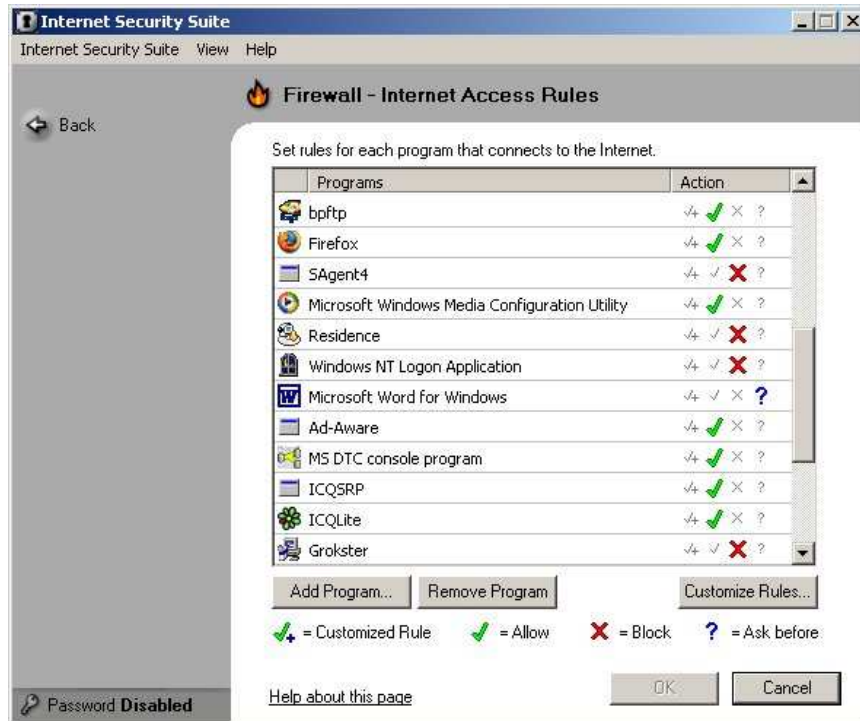 Internet Security Suite
Internet Security Suite View Help
Firewall - Internet Access Rules
Back
Set rules for each program that connects to the Internet.
Programs Action
bpftp
Firefox
SAgent4
Microsoft Windows Media Configuration Utility
Residence
Windows NT Logon Application
Microsoft Word for Windows
Ad-Aware
MS DTC console program
ICQSRP
ICQLite
Grokster
Add Program... Remove Program Customize Rules...
= Customized Rule = Allow = Block ? = Ask before
Password Disabled
Help about this page
OK Cancel